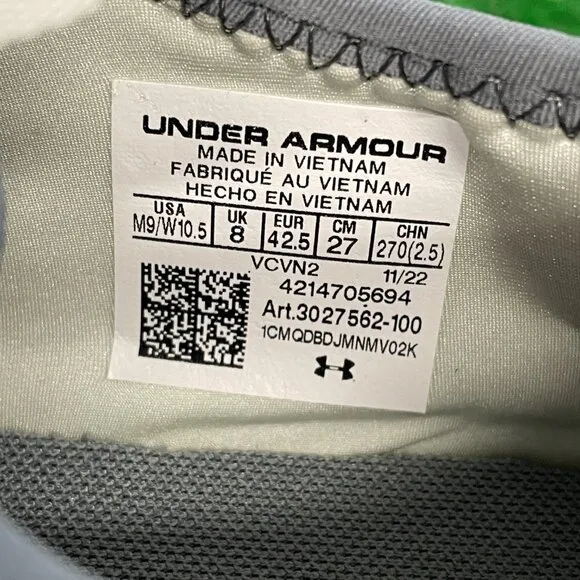 UNDER ARMOUR
MADE IN VIETNAM
FABRIQUÉ AU VIETNAM
HECHO EN VIETNAM
USA UK EUR CM CHN
M9/W10.5 8 42.5 27 270(2.5)
VCVN2 11/22
4214705694
Art.3027562-100
1CMQDBDJMNMV02K